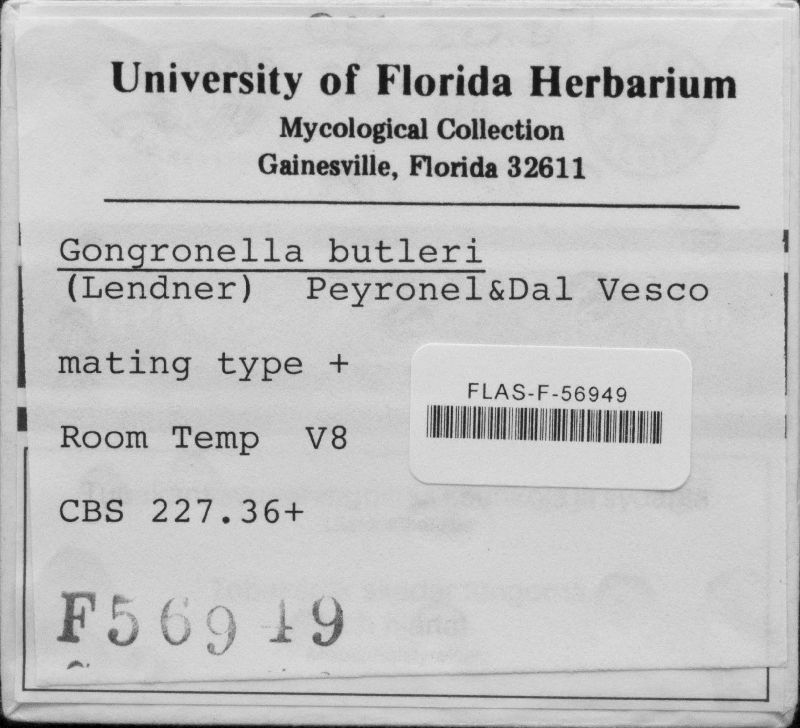 University of Florida Herbarium
Mycological Collection
Gainesville, Florida 32611
Gongronella butleri
(Lendner) Peyronel&Dal Vesco
mating type +
FLAS-F-56949
Room Temp V8
CBS 227.36+
F56949